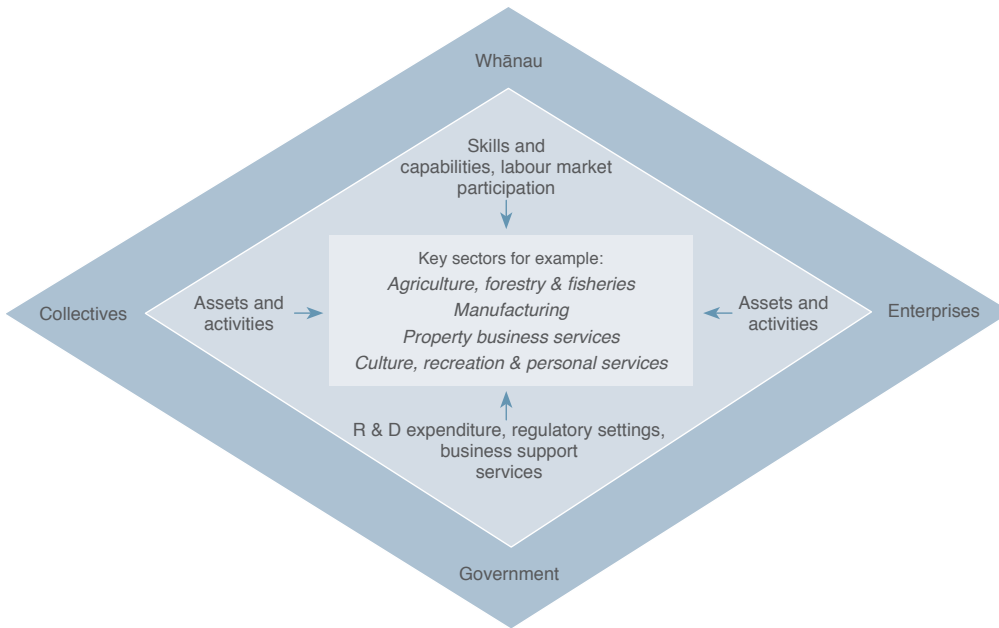 Whānau
Skills and
capabilities, labour market
participation
Key sectors for example:
Agriculture, forestry & fisheries
Manufacturing
Property business services
Culture, recreation & personal services
Collectives
Assets and
activities
Assets and
activities
Enterprises
R & D expenditure, regulatory settings,
business support
services
Government